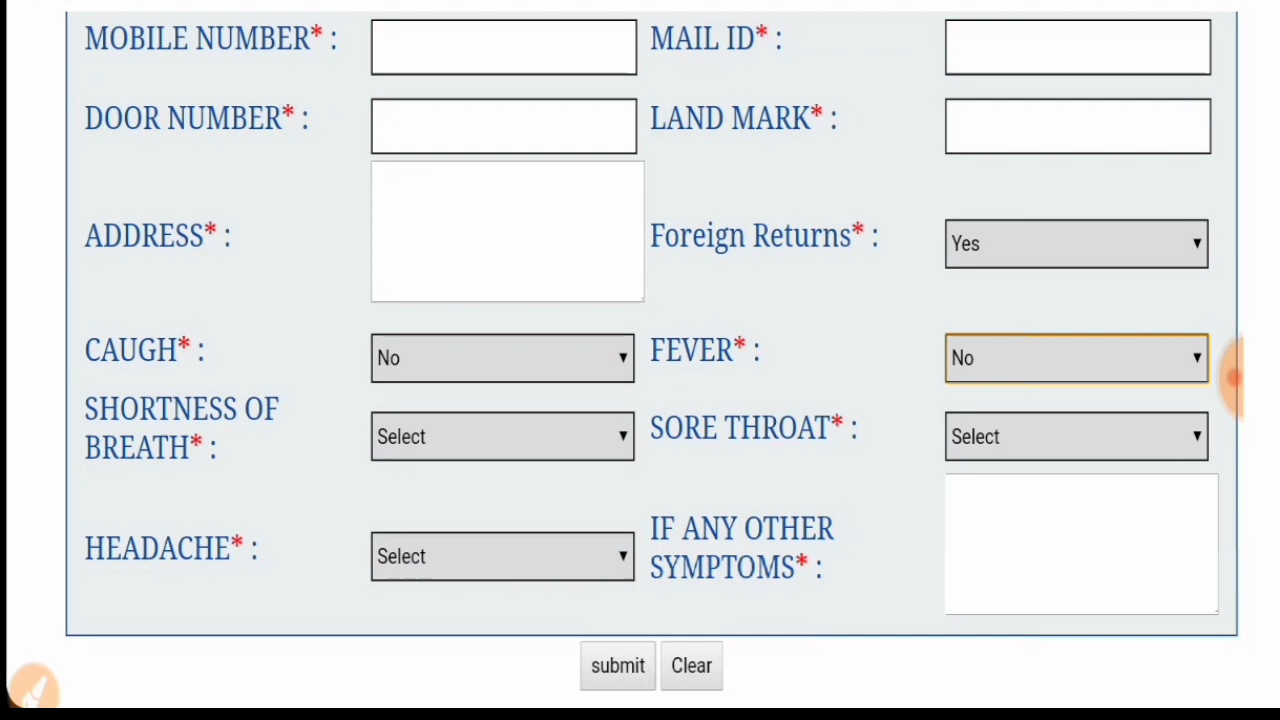 MOBILE NUMBER* : MAIL ID* :
DOOR NUMBER* : LAND MARK* :
ADDRESS* : Foreign Returns* : Yes
CAUGH* : No FEVER* : No
SHORTNESS OF
BREATH* : Select SORE THROAT* : Select
HEADACHE* : Select IF ANY OTHER
SYMPTOMS* :
submit Clear